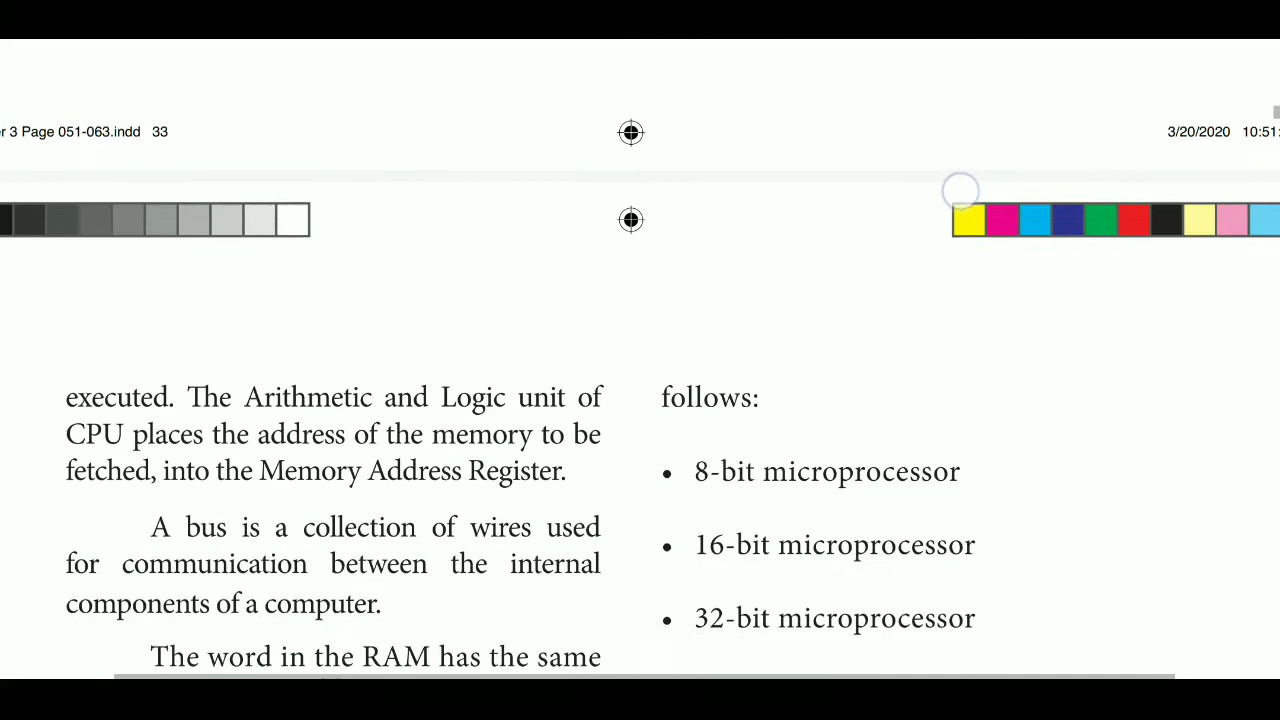 er 3 Page 051-063.indd 33
3/20/2020 10:51:
executed. The Arithmetic and Logic unit of
CPU places the address of the memory to be
fetched, into the Memory Address Register.
A bus is a collection of wires used
for communication between the internal
components of a computer.
The word in the RAM has the same
follows:
• 8-bit microprocessor
• 16-bit microprocessor
• 32-bit microprocessor